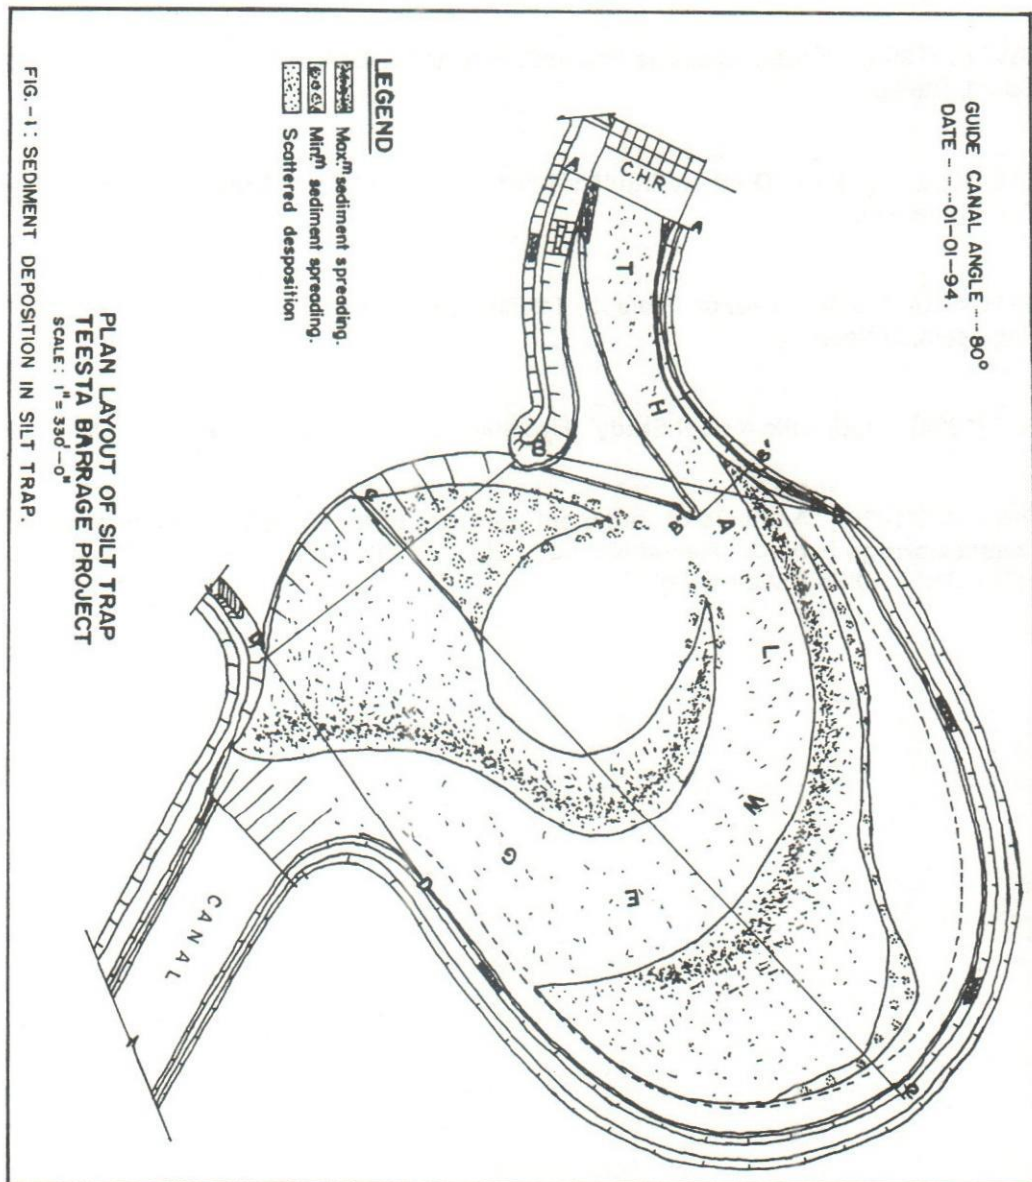 GUIDE CANAL ANGLE -- 80°
DATE --- 01-01-94.
C.H.R.
A
A
T
H
A
L
W
E
G
B
B'
B"
B
C
C
D
D
CANAL
LEGEND
Max.m sediment spreading.
Min.m sediment spreading.
Scattered desposition
PLAN LAYOUT OF SILT TRAP
TEESTA BARRAGE PROJECT
SCALE: 1" = 330'-0"
FIG.-1: SEDIMENT DEPOSITION IN SILT TRAP.